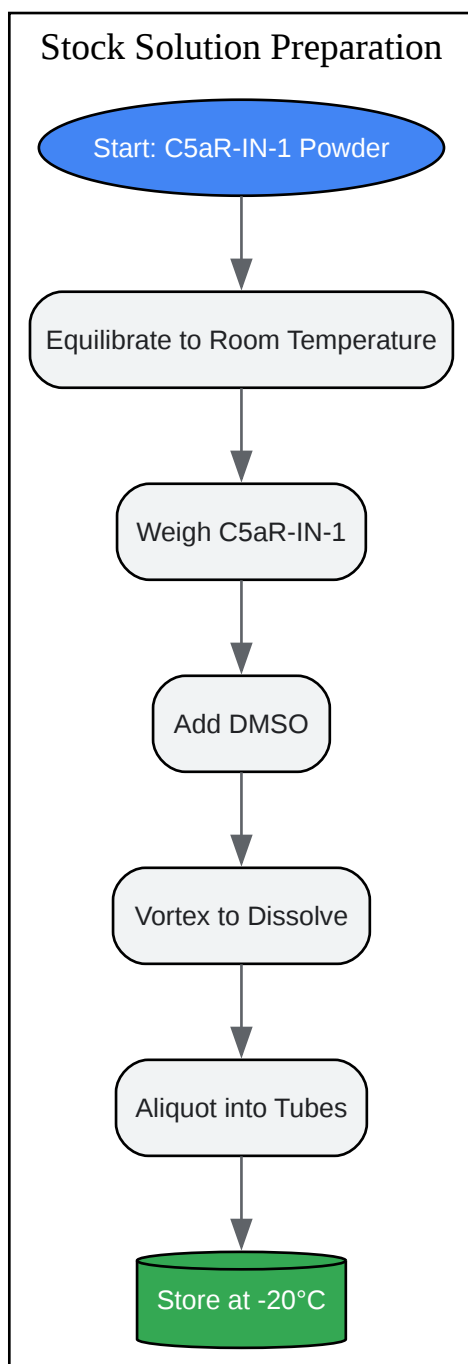 Stock Solution Preparation
Start: C5aR-IN-1 Powder
Equilibrate to Room Temperature
Weigh C5aR-IN-1
Add DMSO
Vortex to Dissolve
Aliquot into Tubes
Store at -20°C